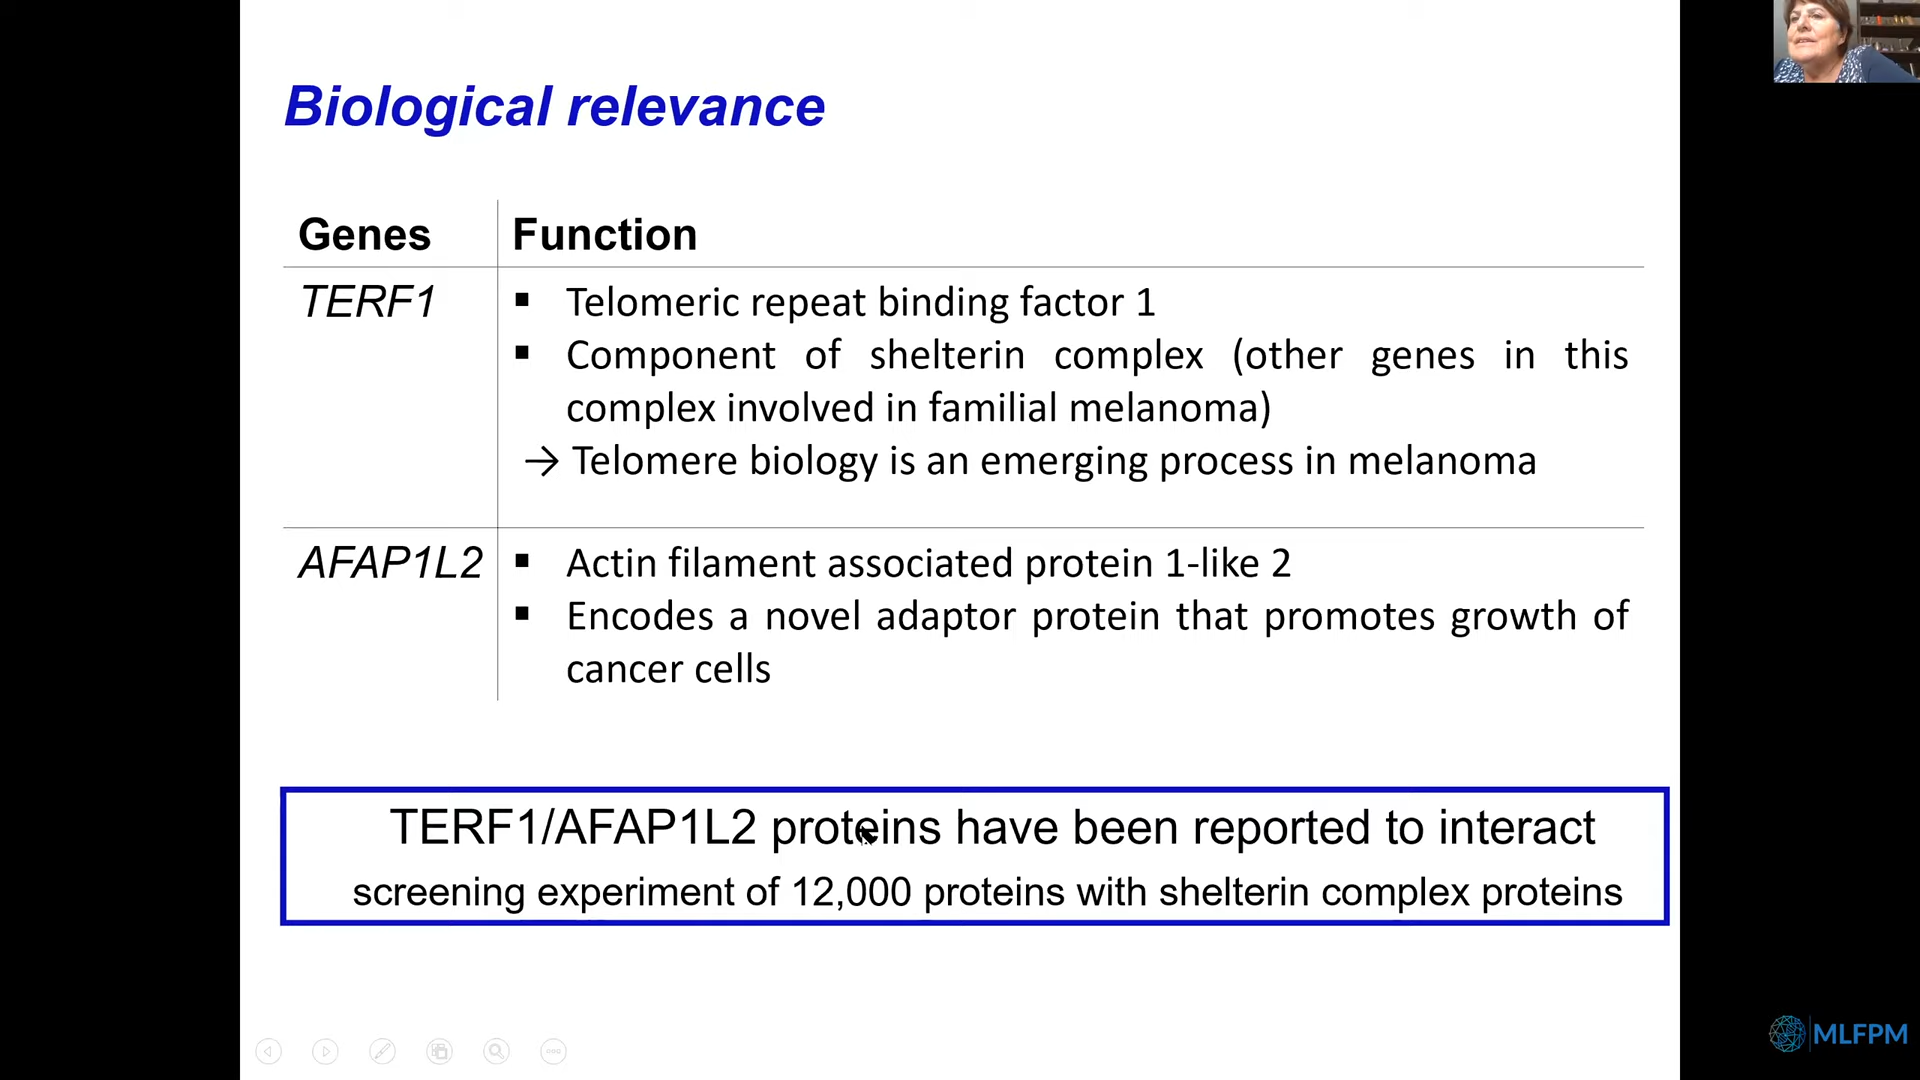 Biological relevance
Genes
Function
TERF1
▪ Telomeric repeat binding factor 1
▪ Component of shelterin complex (other genes in this
complex involved in familial melanoma)
→ Telomere biology is an emerging process in melanoma
AFAP1L2
▪ Actin filament associated protein 1-like 2
▪ Encodes a novel adaptor protein that promotes growth of
cancer cells
TERF1/AFAP1L2 proteins have been reported to interact
screening experiment of 12,000 proteins with shelterin complex proteins
MLFPM